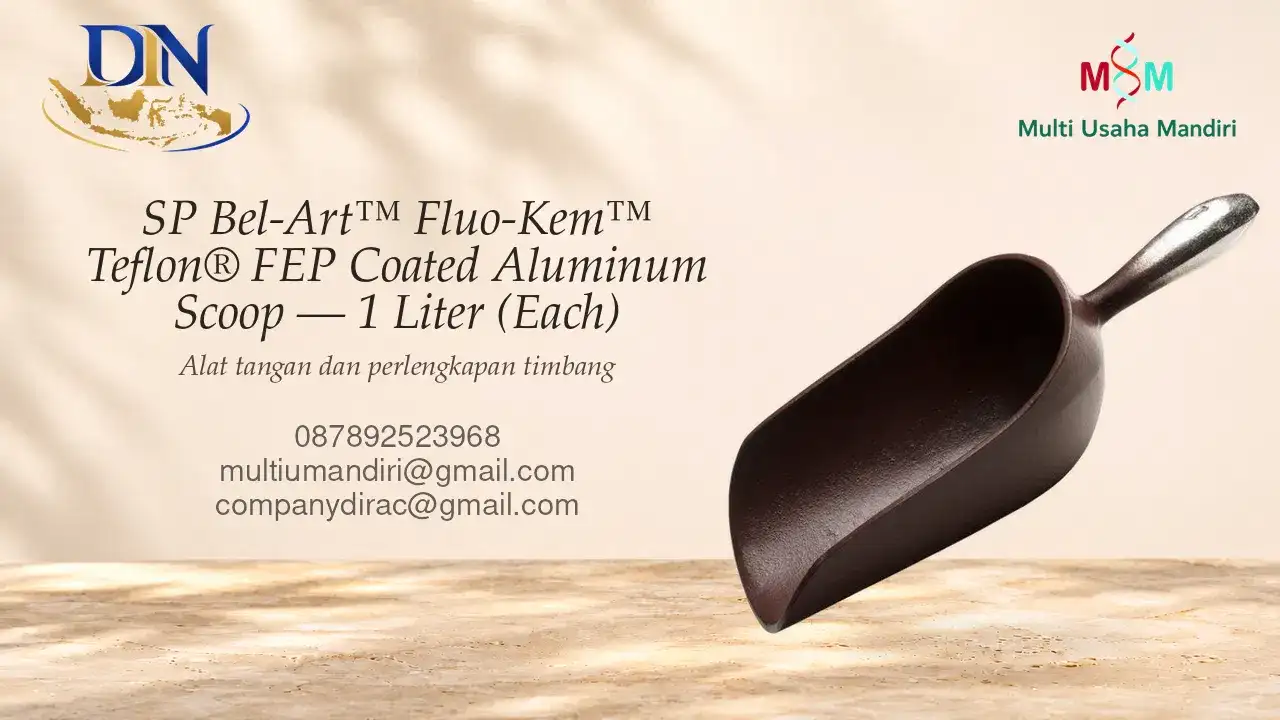 DIN
M M
Multi Usaha Mandiri
SP Bel-Art™ Fluo-Kem™
Teflon® FEP Coated Aluminum
Scoop — 1 Liter (Each)
Alat tangan dan perlengkapan timbang
087892523968
multiumandiri@gmail.com
companydirac@gmail.com